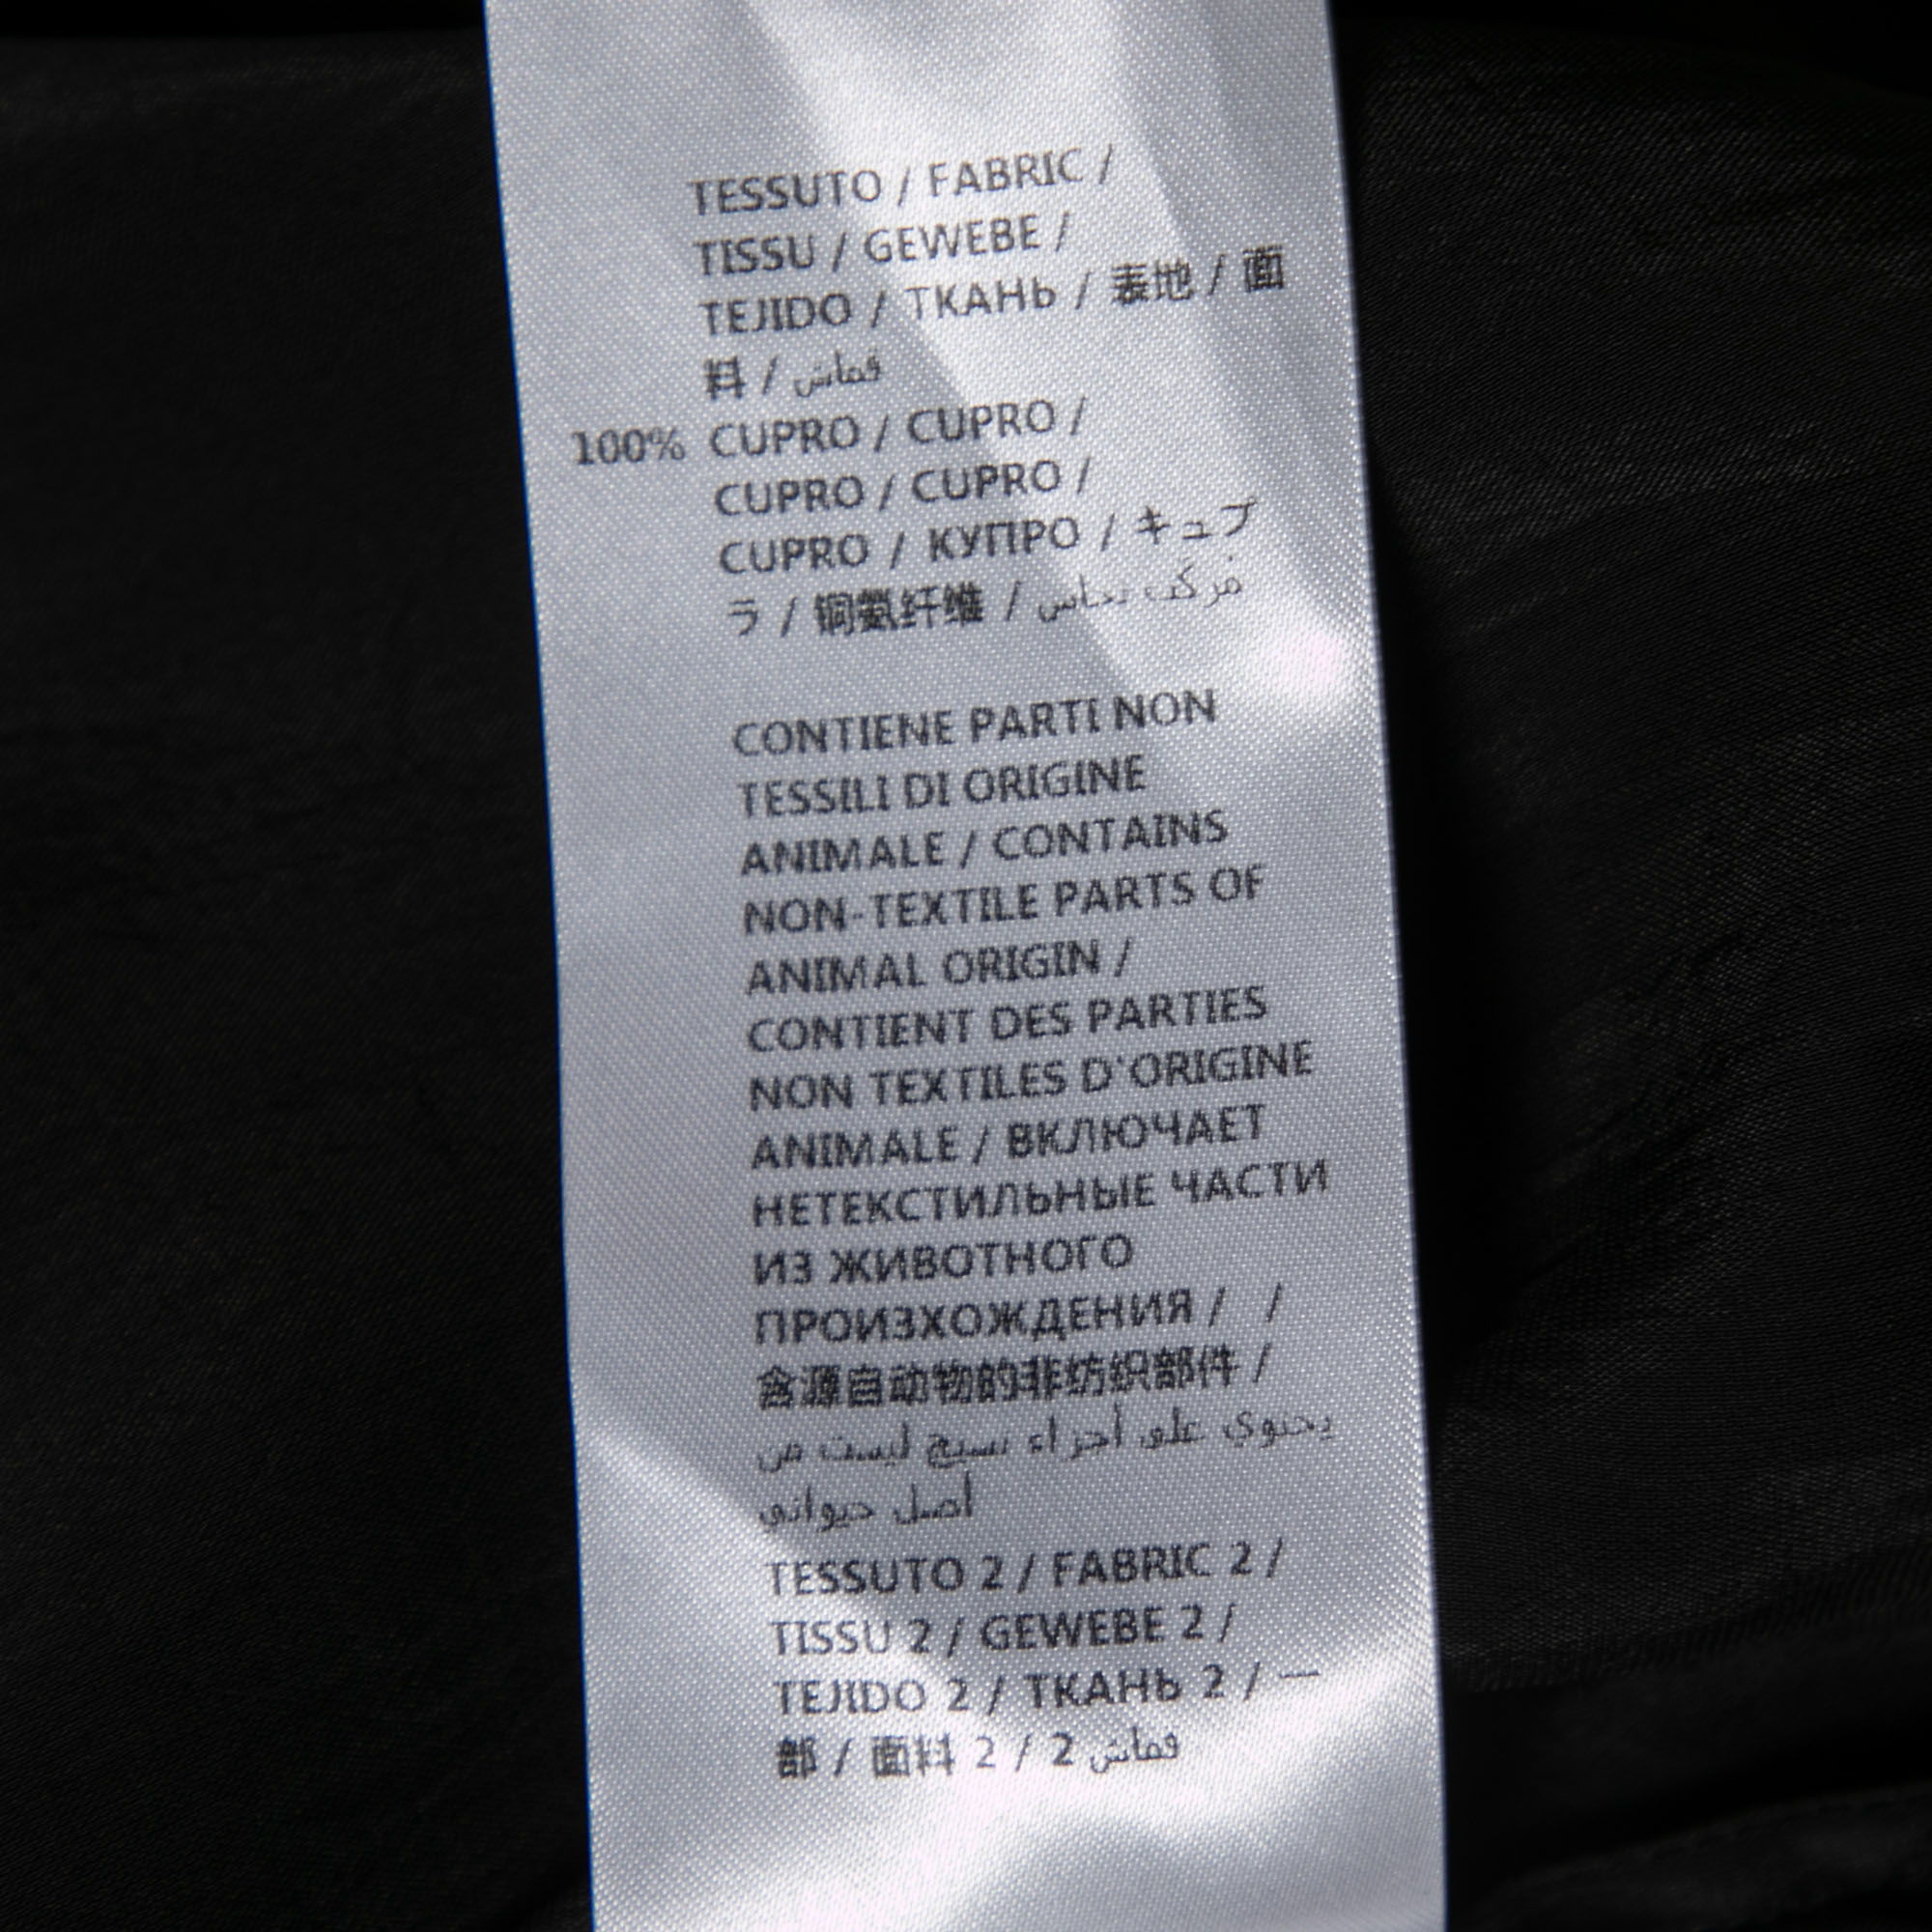 TESSUTO / FABRIC /
TISSU / GEWEBE /
TEJIDO / ТКАНЬ / 表地 / 面
料 / قماش
100% CUPRO / CUPRO /
CUPRO / CUPRO /
CUPRO / КУПРО / キュプ
ラ / 铜氨纤维 / مركب نحاس
CONTIENE PARTI NON
TESSILI DI ORIGINE
ANIMALE / CONTAINS
NON-TEXTILE PARTS OF
ANIMAL ORIGIN /
CONTIENT DES PARTIES
NON TEXTILES D'ORIGINE
ANIMALE / ВКЛЮЧАЕТ
НЕТЕКСТИЛЬНЫЕ ЧАСТИ
ИЗ ЖИВОТНОГО
ПРОИЗХОЖДЕНИЯ /   /
含源自动物的非纺织部件 /
يحتوي على أجزاء نسيج ليست من
أصل حيواني
TESSUTO 2 / FABRIC 2 /
TISSU 2 / GEWEBE 2 /
TEJIDO 2 / ТКАНЬ 2 / 一
部 / 面料 2 / 2 قماش